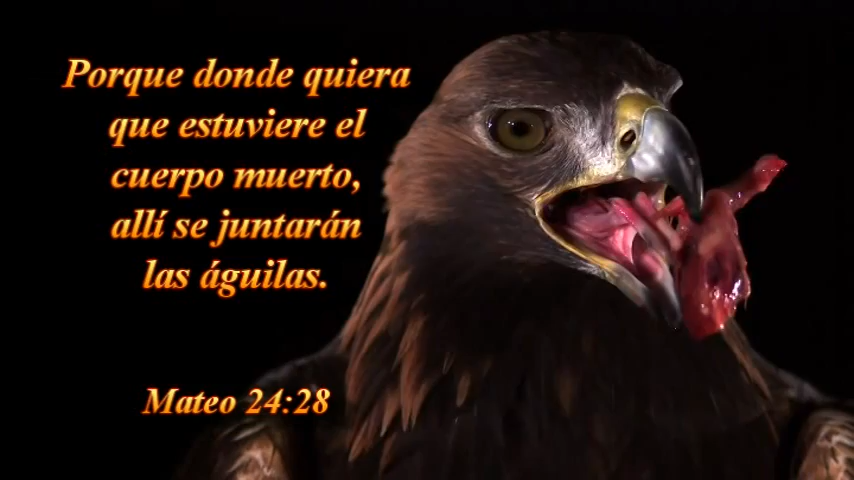 Porque donde quiera
que estuviere el
cuerpo muerto,
allí se juntarán
las águilas.
Mateo 24:28